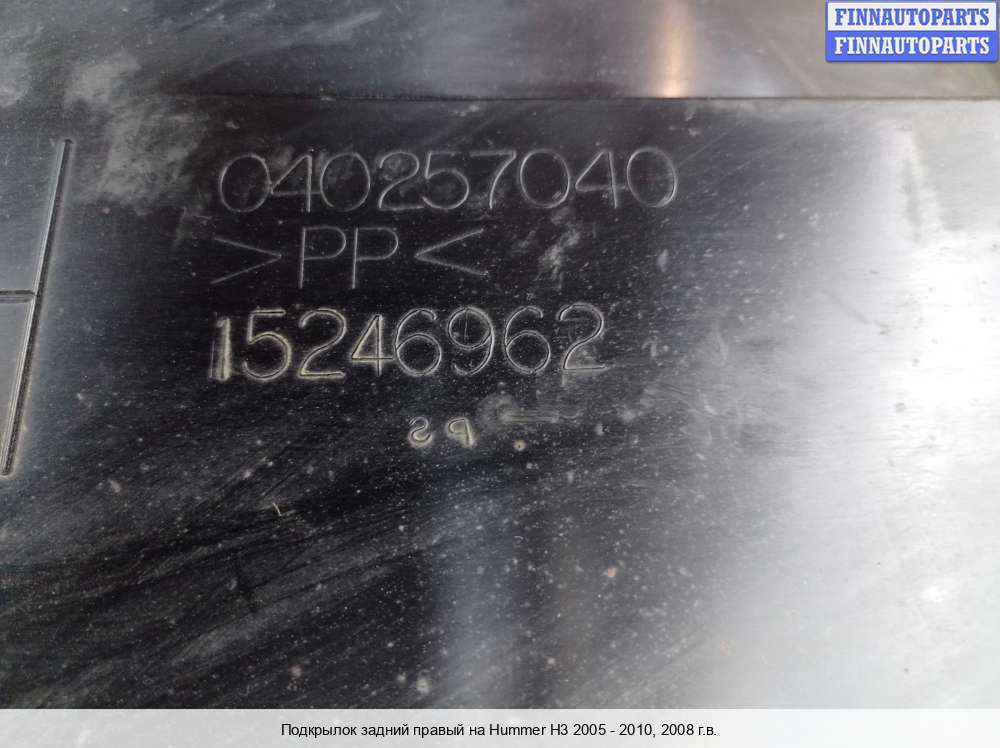 FINNAUTOPARTS
FINNAUTOPARTS
040257040
>PP<
15246962
Подкрылок задний правый на Hummer H3 2005 - 2010, 2008 г.в.